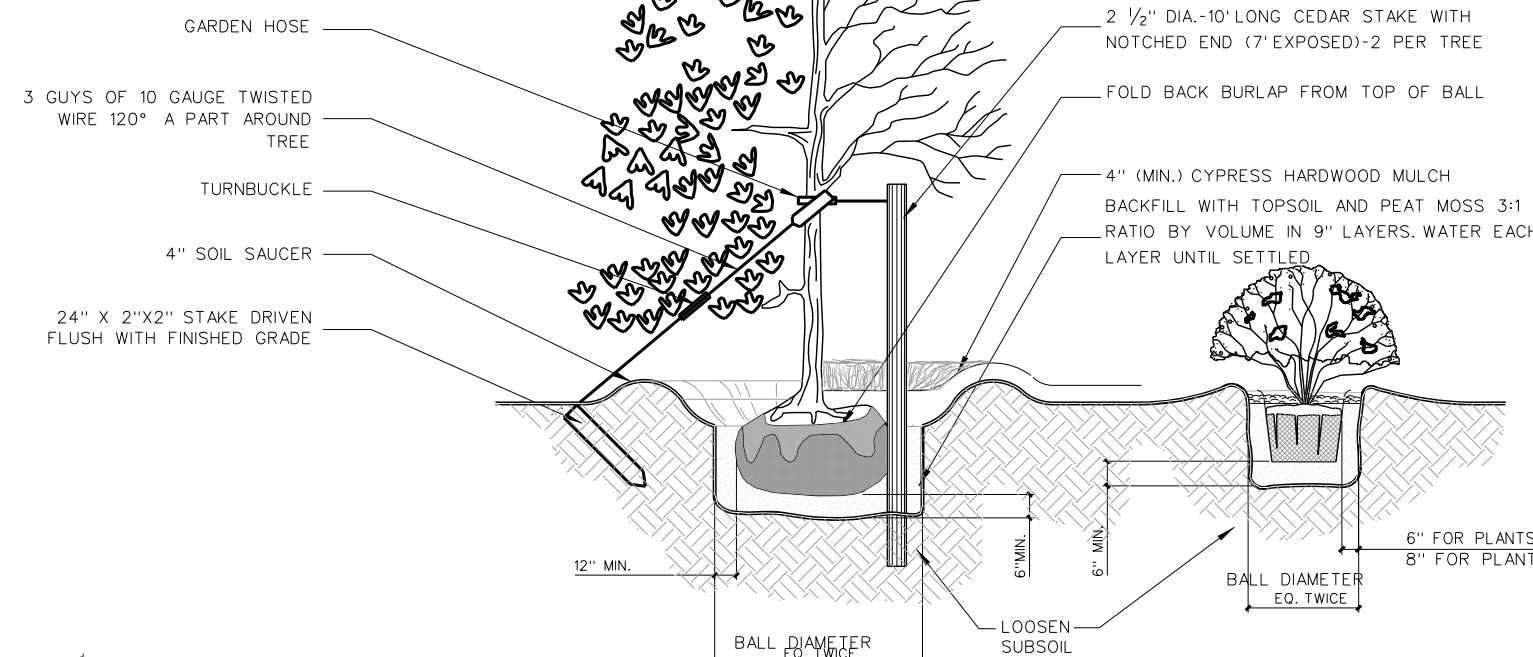 GARDEN HOSE
3 GUYS OF 10 GAUGE TWISTED
WIRE 120° A PART AROUND
TREE
TURNBUCKLE
4" SOIL SAUCER
24" X 2"X2" STAKE DRIVEN
FLUSH WITH FINISHED GRADE
2 ½" DIA.-10' LONG CEDAR STAKE WITH
NOTCHED END (7' EXPOSED)-2 PER TREE
FOLD BACK BURLAP FROM TOP OF BALL
4" (MIN.) CYPRESS HARDWOOD MULCH
BACKFILL WITH TOPSOIL AND PEAT MOSS 3:1
RATIO BY VOLUME IN 9" LAYERS. WATER EACH
LAYER UNTIL SETTLED
12" MIN.
6" MIN.
6" MIN.
6" FOR PLANTS
8" FOR PLANT
BALL DIAMETER
EQ. TWICE
LOOSEN
SUBSOIL
BALL DIAMETER
EQ. TWICE